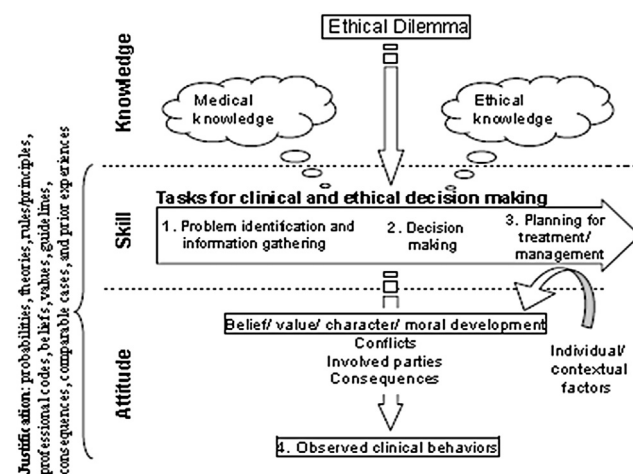 Ethical Dilemma
Knowledge
Medical
knowledge
Ethical
knowledge
Skill
Tasks for clinical and ethical decision making
1. Problem identification and
information gathering
2. Decision
making
3. Planning for
treatment/
management
Attitude
Belief/ value/ character/ moral development
Conflicts
Involved parties
Consequences
Individual/
contextual
factors
4. Observed clinical behaviors
Justification: probabilities, theories, rules/principles,
professional codes, beliefs, values, guidelines,
consequences, comparable cases, and prior experiences